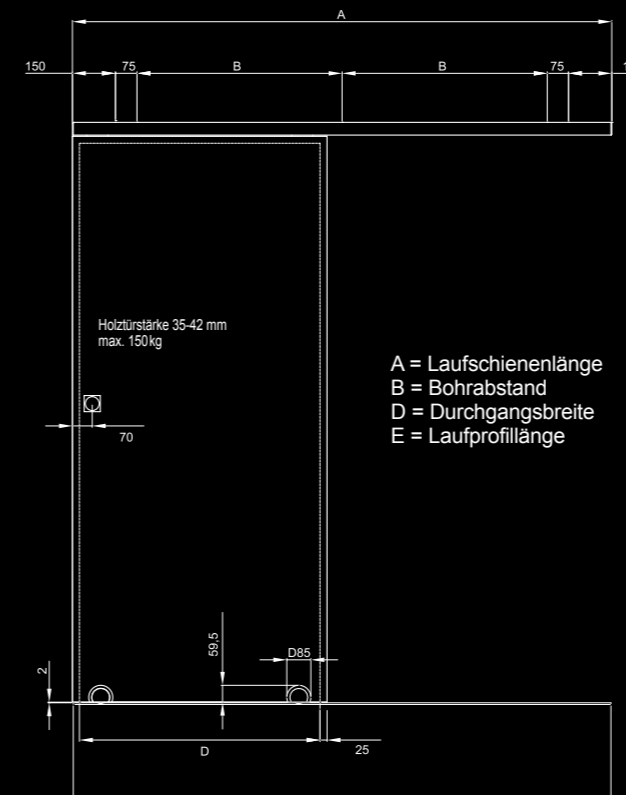 A
150
75
B
B
75
1
Holztürstärke 35-42 mm
max. 150kg
A = Laufschienenlänge
B = Bohrabstand
D = Durchgangsbreite
E = Laufprofillänge
70
59,5
D85
2
D
25